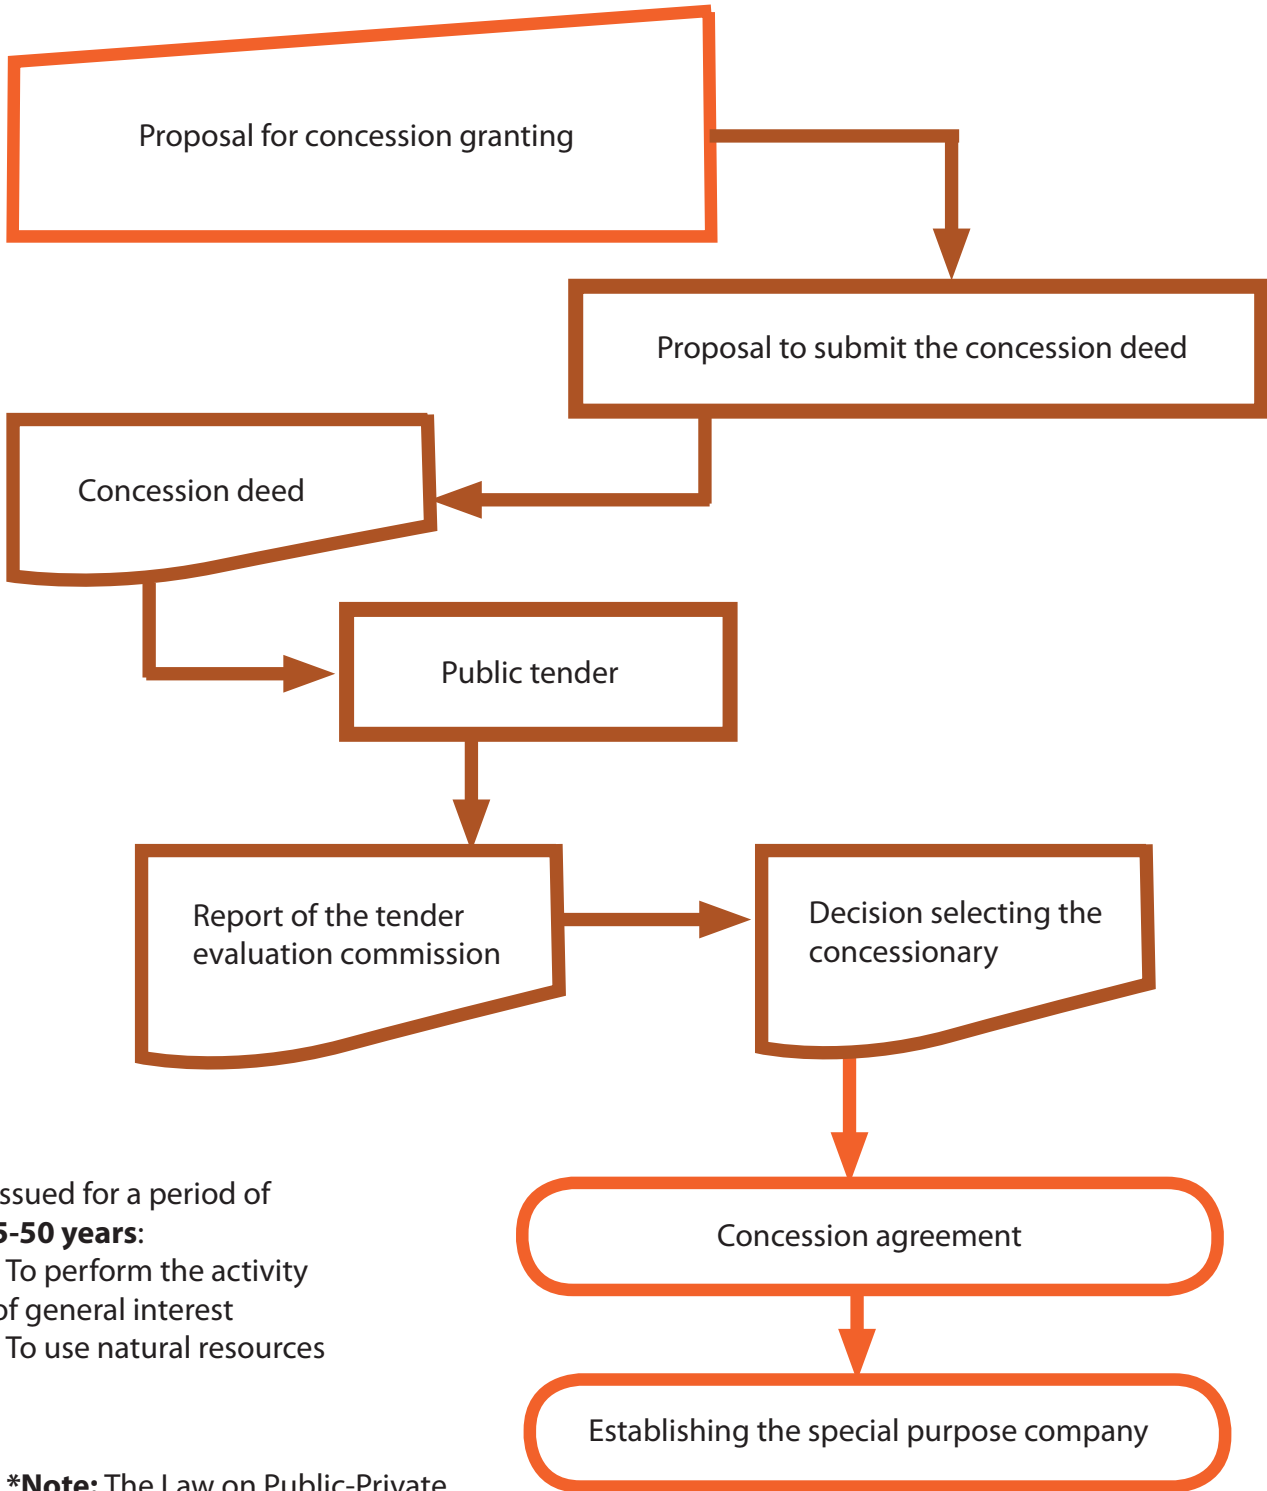 Proposal for concession granting
Proposal to submit the concession deed
Concession deed
Public tender
Report of the tender
evaluation commission
Decision selecting the
concessionary
ssued for a period of
5-50 years:
To perform the activity
of general interest
To use natural resources
Concession agreement
Establishing the special purpose company
*Note: The Law on Public-Private